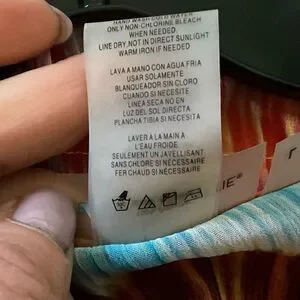 HAND WASH COLD WATER
ONLY NON-CHLORINE BLEACH
WHEN NEEDED
LINE DRY, NOT IN DIRECT SUNLIGHT
WARM IRON IF NEEDED
LAVA A MANO CON AGUA FRIA
USAR SOLAMENTE
BLANQUEADOR SIN CLORO
CUANDO SI NECESITE
LINEA SECA NO EN
LUZ DEL SOL DIRECTA
PLANCHA TIBIA SI NECESITA
LAVER À LA MAIN A
L'EAU FROIDE
SEULEMENT UN JAVELLISANT
SANS CHLOR SI NECESSAIRE
FER CHAUD SI NECESSAIRE
IE®